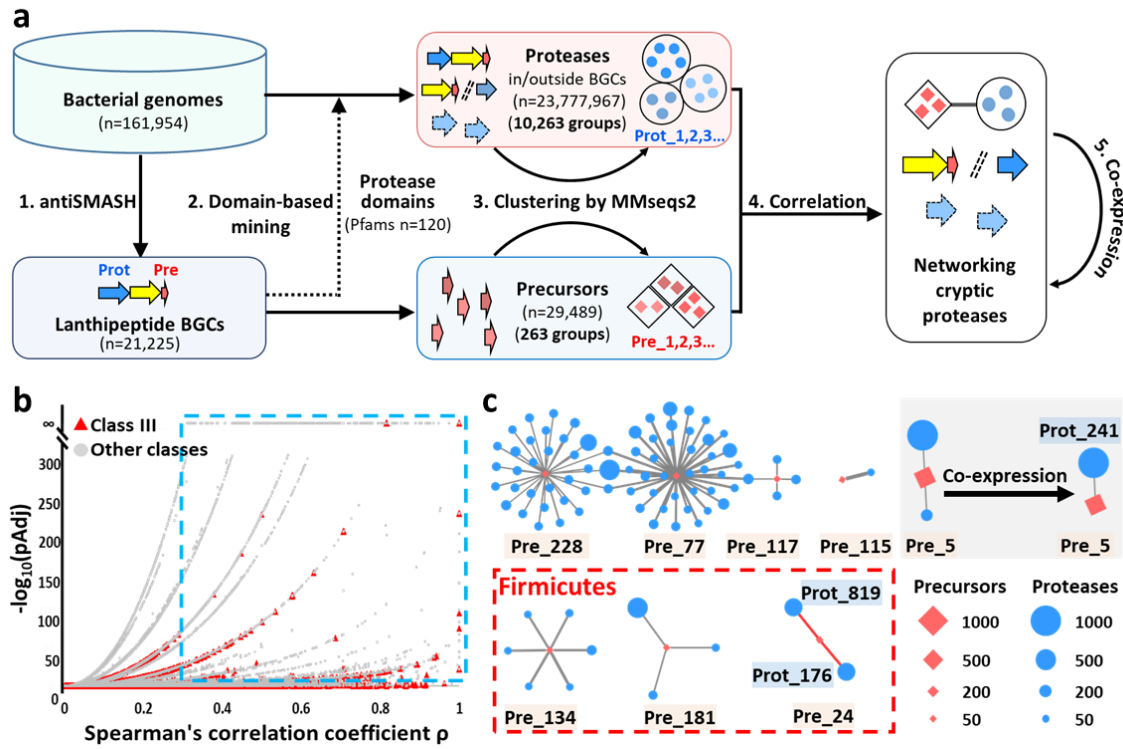 a
Bacterial genomes
(n=161,954)
1. antiSMASH
2. Domain-based
mining
Protease
domains
(Pfams n=120)
Prot
Pre
Lanthipeptide BGCs
(n=21,225)
Proteases
in/outside BGCs
(n=23,777,967)
(10,263 groups)
Prot_1,2,3...
3. Clustering by MMseqs2
Precursors
(n=29,489)
(263 groups)
Pre_1,2,3...
4. Correlation
Networking
cryptic
proteases
5. Co-expression
b
Class III
Other classes
-log10(pAdj)
∞
300
250
200
150
100
50
0
0
0.2
0.4
0.6
0.8
1
Spearman's correlation coefficient ρ
c
Pre_228
Pre_77
Pre_117
Pre_115
Prot_241
Co-expression
Pre_5
Pre_5
Firmicutes
Prot_819
Prot_176
Pre_134
Pre_181
Pre_24
Precursors
1000
500
200
50
Proteases
1000
500
200
50